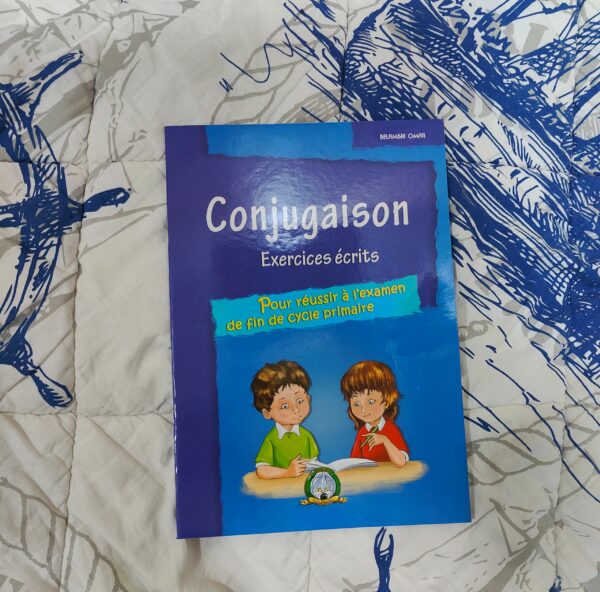 BELAMBRI OMAR
Conjugaison
Exercices écrits
Pour réussir à l'examen
de fin de cycle primaire